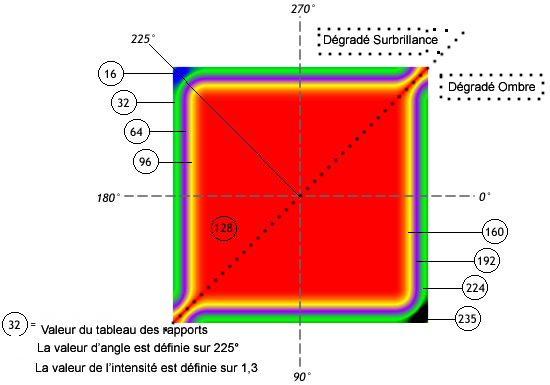 270°
Dégradé Surbrillance
225°
16
Dégradé Ombre
32
64
96
180°
0°
128
160
192
224
235
32 = Valeur du tableau des rapports
La valeur d'angle est définie sur 225°
La valeur de l'intensité est définie sur 1,3
90°